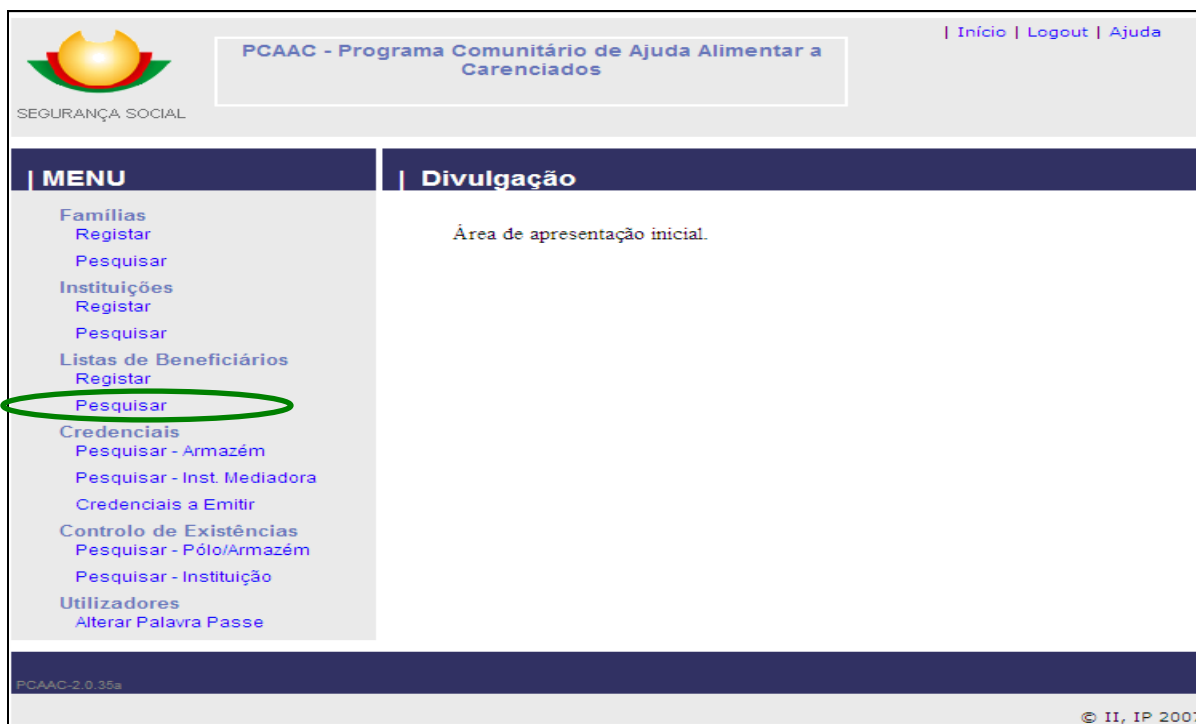 | Início | Logout | Ajuda
PCAAC - Programa Comunitário de Ajuda Alimentar a
Carenciados
SEGURANÇA SOCIAL
| MENU
Famílias
Registar
Pesquisar
Instituições
Registar
Pesquisar
Listas de Beneficiários
Registar
Pesquisar
Credenciais
Pesquisar - Armazém
Pesquisar - Inst. Mediadora
Credenciais a Emitir
Controlo de Existências
Pesquisar - Pólo/Armazém
Pesquisar - Instituição
Utilizadores
Alterar Palavra Passe
| Divulgação
Área de apresentação inicial.
PCAAC-2.0.35a
© II, IP 2007